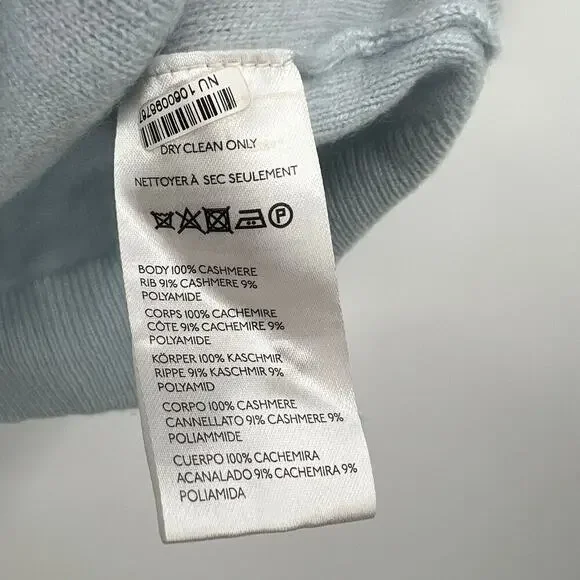 NU 1060098767
DRY CLEAN ONLY
NETTOYER À SEC SEULEMENT
P
BODY 100% CASHMERE
RIB 91% CASHMERE 9%
POLYAMIDE
CORPS 100% CACHEMIRE
CÔTE 91% CACHEMIRE 9%
POLYAMIDE
KÖRPER 100% KASCHMIR
RIPPE 91% KASCHMIR 9%
POLYAMID
CORPO 100% CASHMERE
CANNELLATO 91% CASHMERE 9%
POLIAMMIDE
CUERPO 100% CACHEMIRA
ACANALADO 91% CACHEMIRA 9%
POLIAMIDA